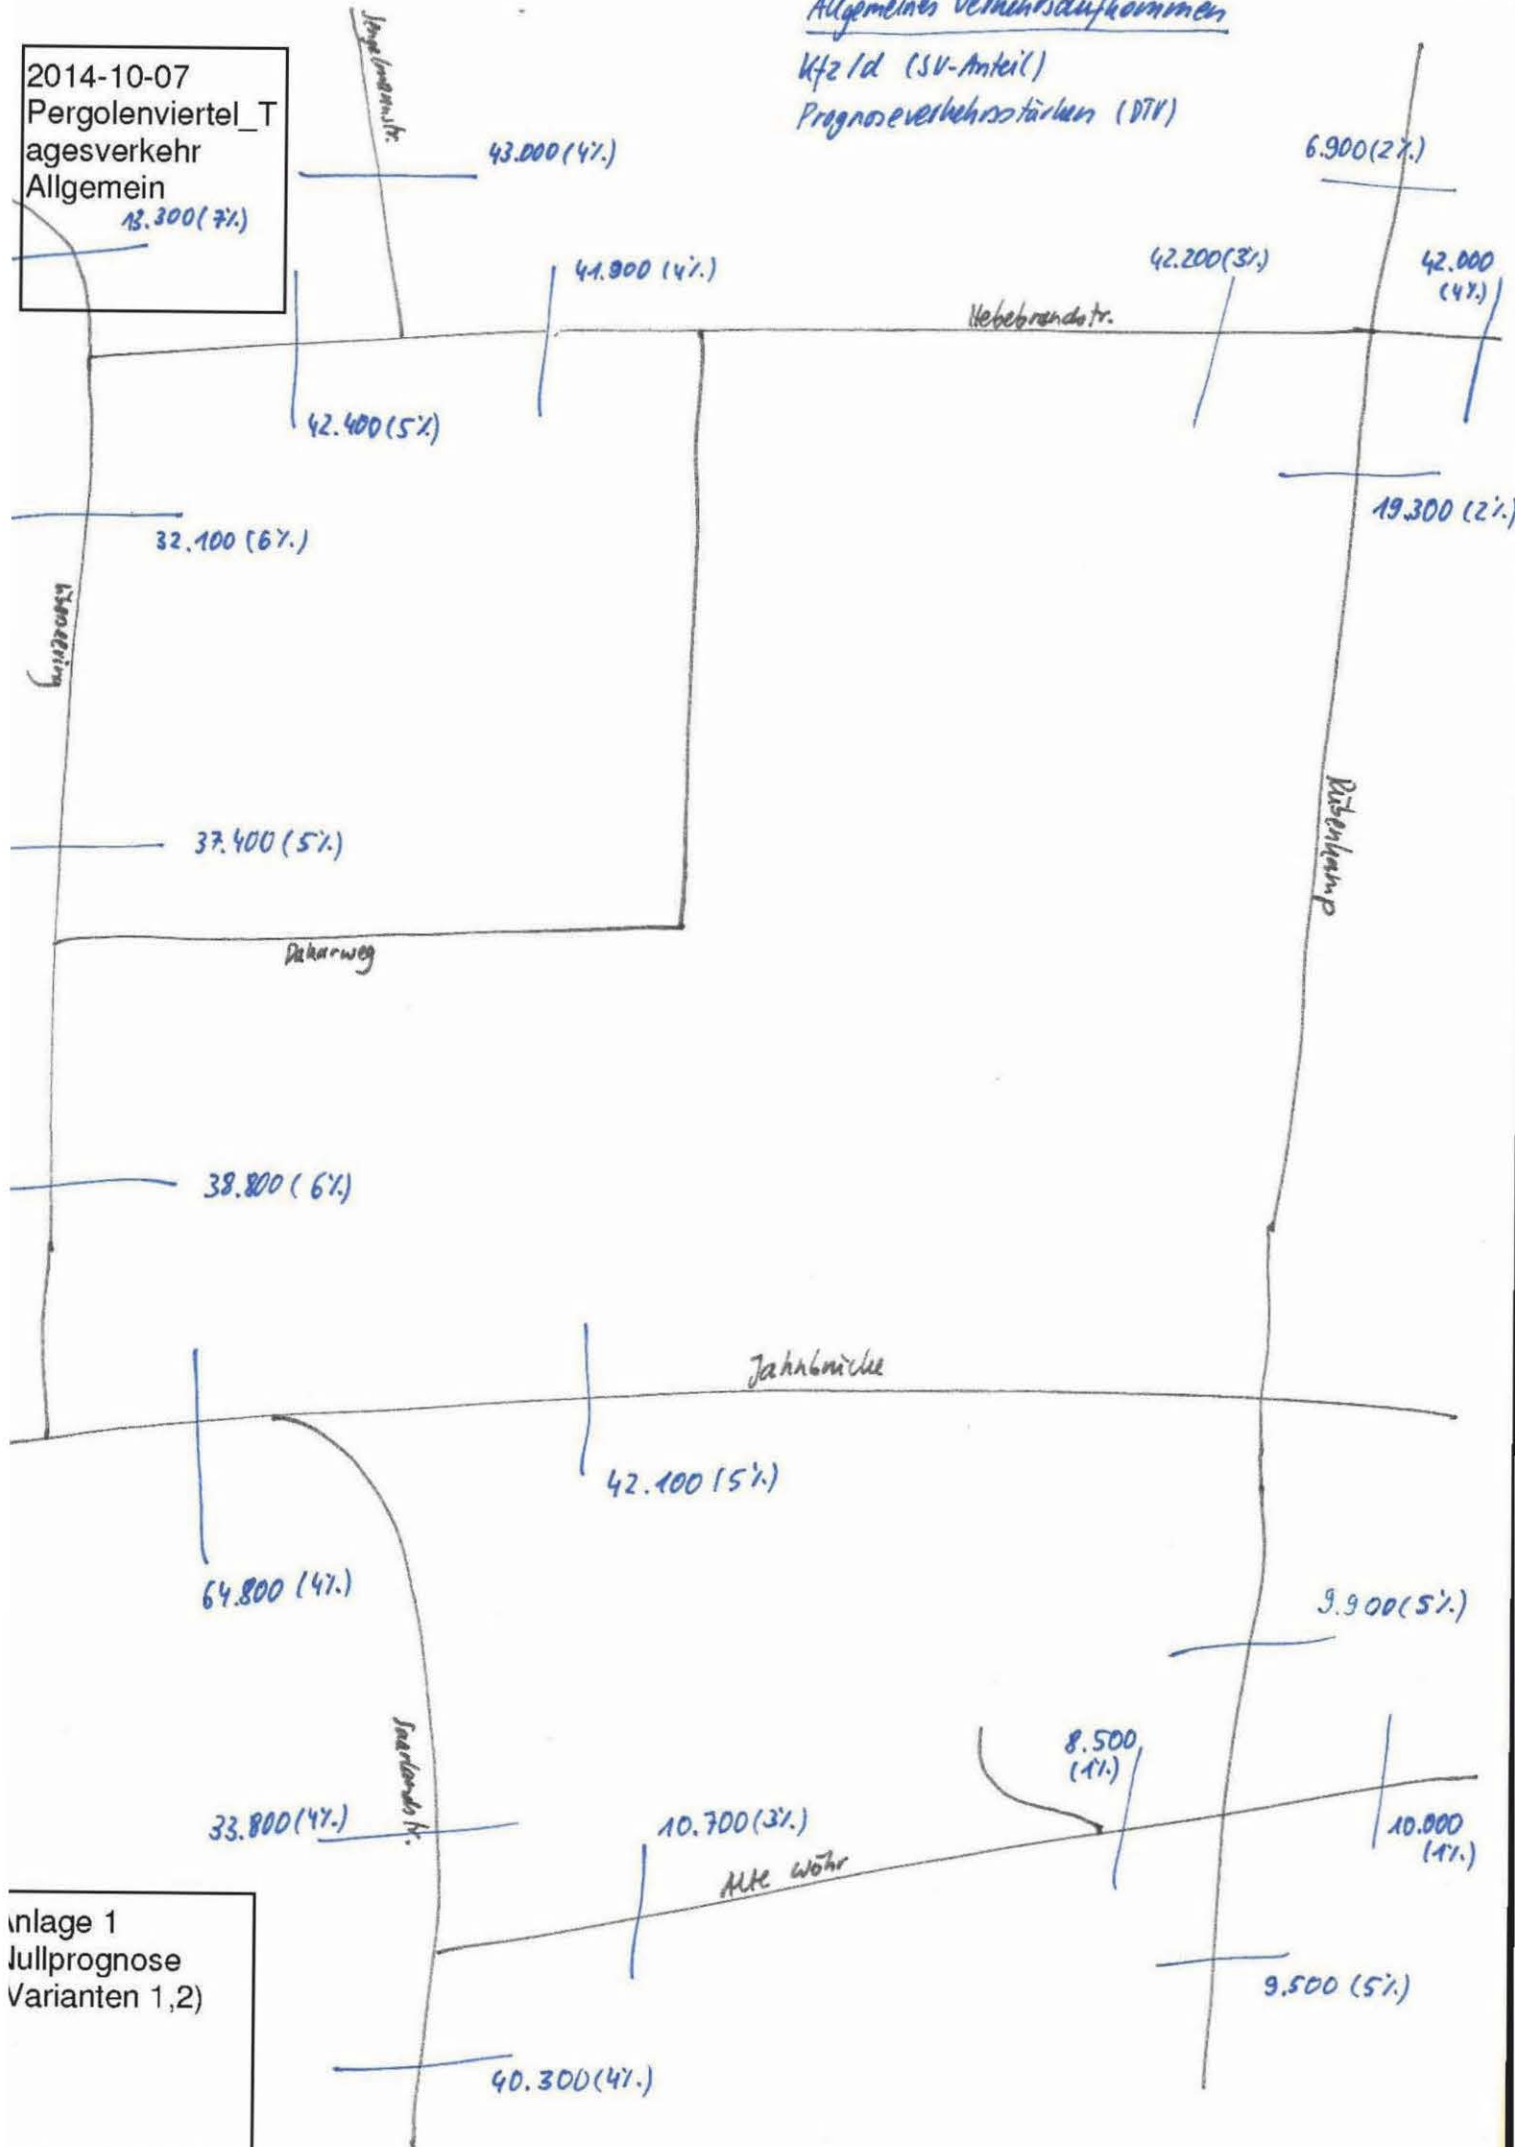 Allgemeines Verkehrsaufkommen
Kfz/d (SV-Anteil)
Prognoseverkehrsstärken (DTV)
2014-10-07
Pergolenviertel_T
agesverkehr
Allgemein
13.300 (7%)
Sengelmannstr.
43.000 (4%)
6.900 (2%)
41.900 (4%)
42.200 (3%)
42.000
(4%)
Hebebrandstr.
42.400 (5%)
19.300 (2%)
32.100 (6%)
37.400 (5%)
Rübenkamp
Dakarweg
38.800 (6%)
Jahnbrücke
42.100 (5%)
64.800 (4%)
9.900 (5%)
Saarlandstr.
8.500
(1%)
33.800 (4%)
10.700 (3%)
10.000
(1%)
Alte Wöhr
nlage 1
ullprognose
Varianten 1,2)
9.500 (5%)
40.300 (4%)